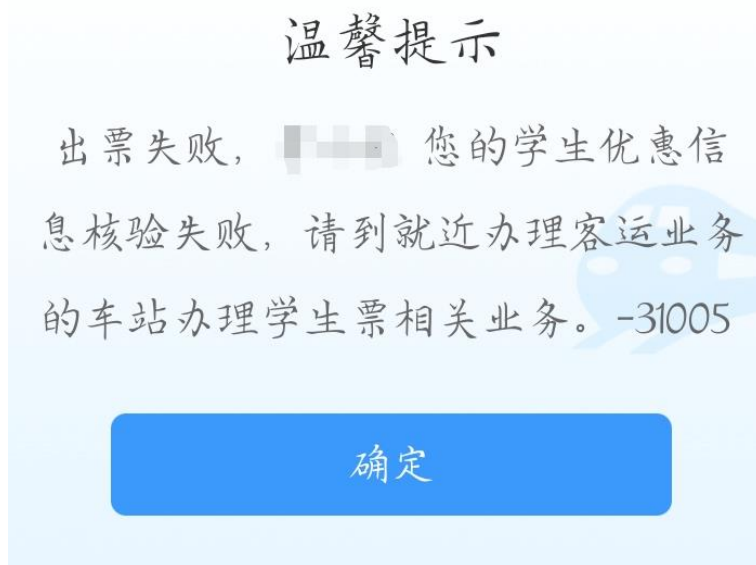 温馨提示
出票失败， 您的学生优惠信
息核验失败，请到就近办理客运业务
的车站办理学生票相关业务。-31005
确定